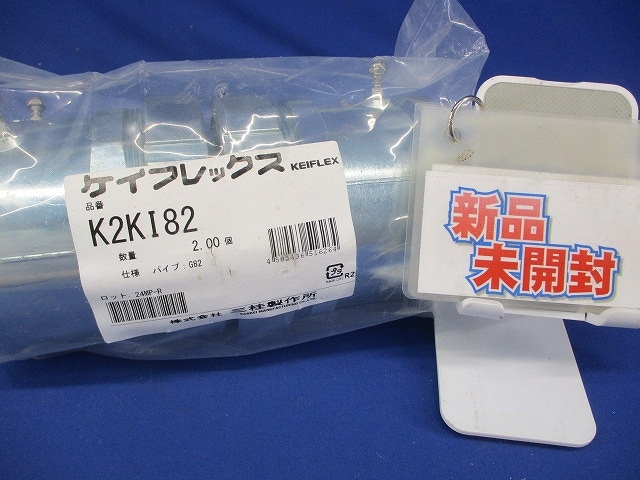 ケイフレックス KEIFLEX
品番
K2KI82
数量 2.00 個
仕様 パイプ:G82
ロット 24MP-R
株式会社 三桂製作所
R2
新品
未開封